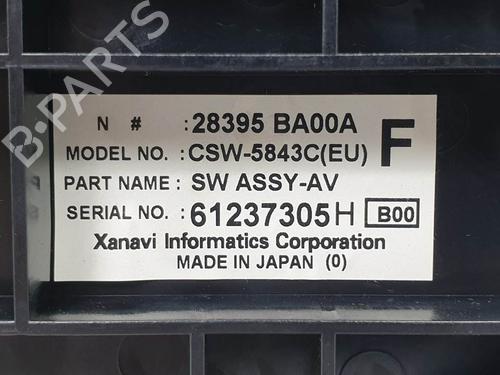 N # : 28395 BA00A
MODEL NO. : CSW-5843C(EU)
F
PART NAME : SW ASSY-AV
SERIAL NO. : 61237305H B00
Xanavi Informatics Corporation
MADE IN JAPAN (0)
B-PARTS